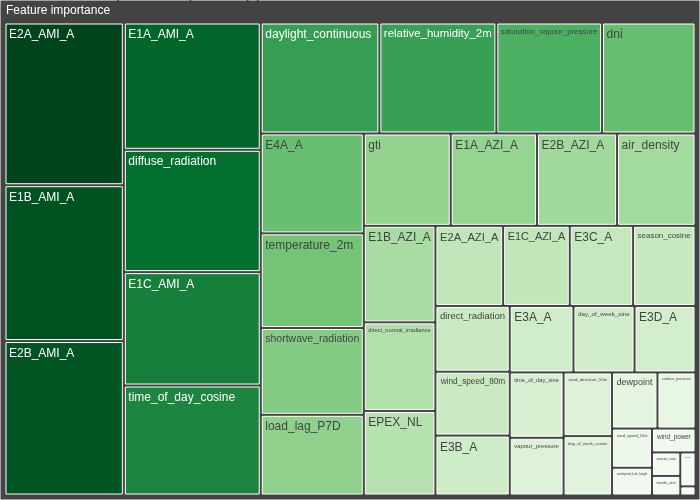 Feature importance
E2A_AMI_A
E1B_AMI_A
E2B_AMI_A
E1A_AMI_A
diffuse_radiation
E1C_AMI_A
time_of_day_cosine
daylight_continuous
relative_humidity_2m
saturation_vapour_pressure
dni
E4A_A
temperature_2m
shortwave_radiation
load_lag_P7D
gti
E1A_AZI_A
E2B_AZI_A
air_density
E1B_AZI_A
direct_normal_irradiance
EPEX_NL
E2A_AZI_A
E1C_AZI_A
E3C_A
season_cosine
direct_radiation
E3A_A
day_of_week_sine
E3D_A
wind_speed_80m
E3B_A
time_of_day_sine
vapour_pressure
day_of_week_cosine
dewpoint
surface_pressure
wind_power